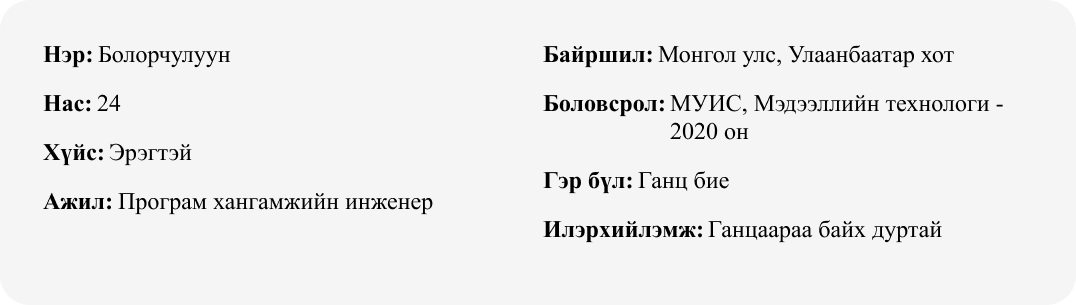 Нэр: Болорчулуун
Нас: 24
Хүйс: Эрэгтэй
Ажил: Програм хангамжийн инженер
Байршил: Монгол улс, Улаанбаатар хот
Боловсрол: МУИС, Мэдээллийн технологи -
2020 он
Гэр бүл: Ганц бие
Илэрхийлэмж: Ганцаараа байх дуртай